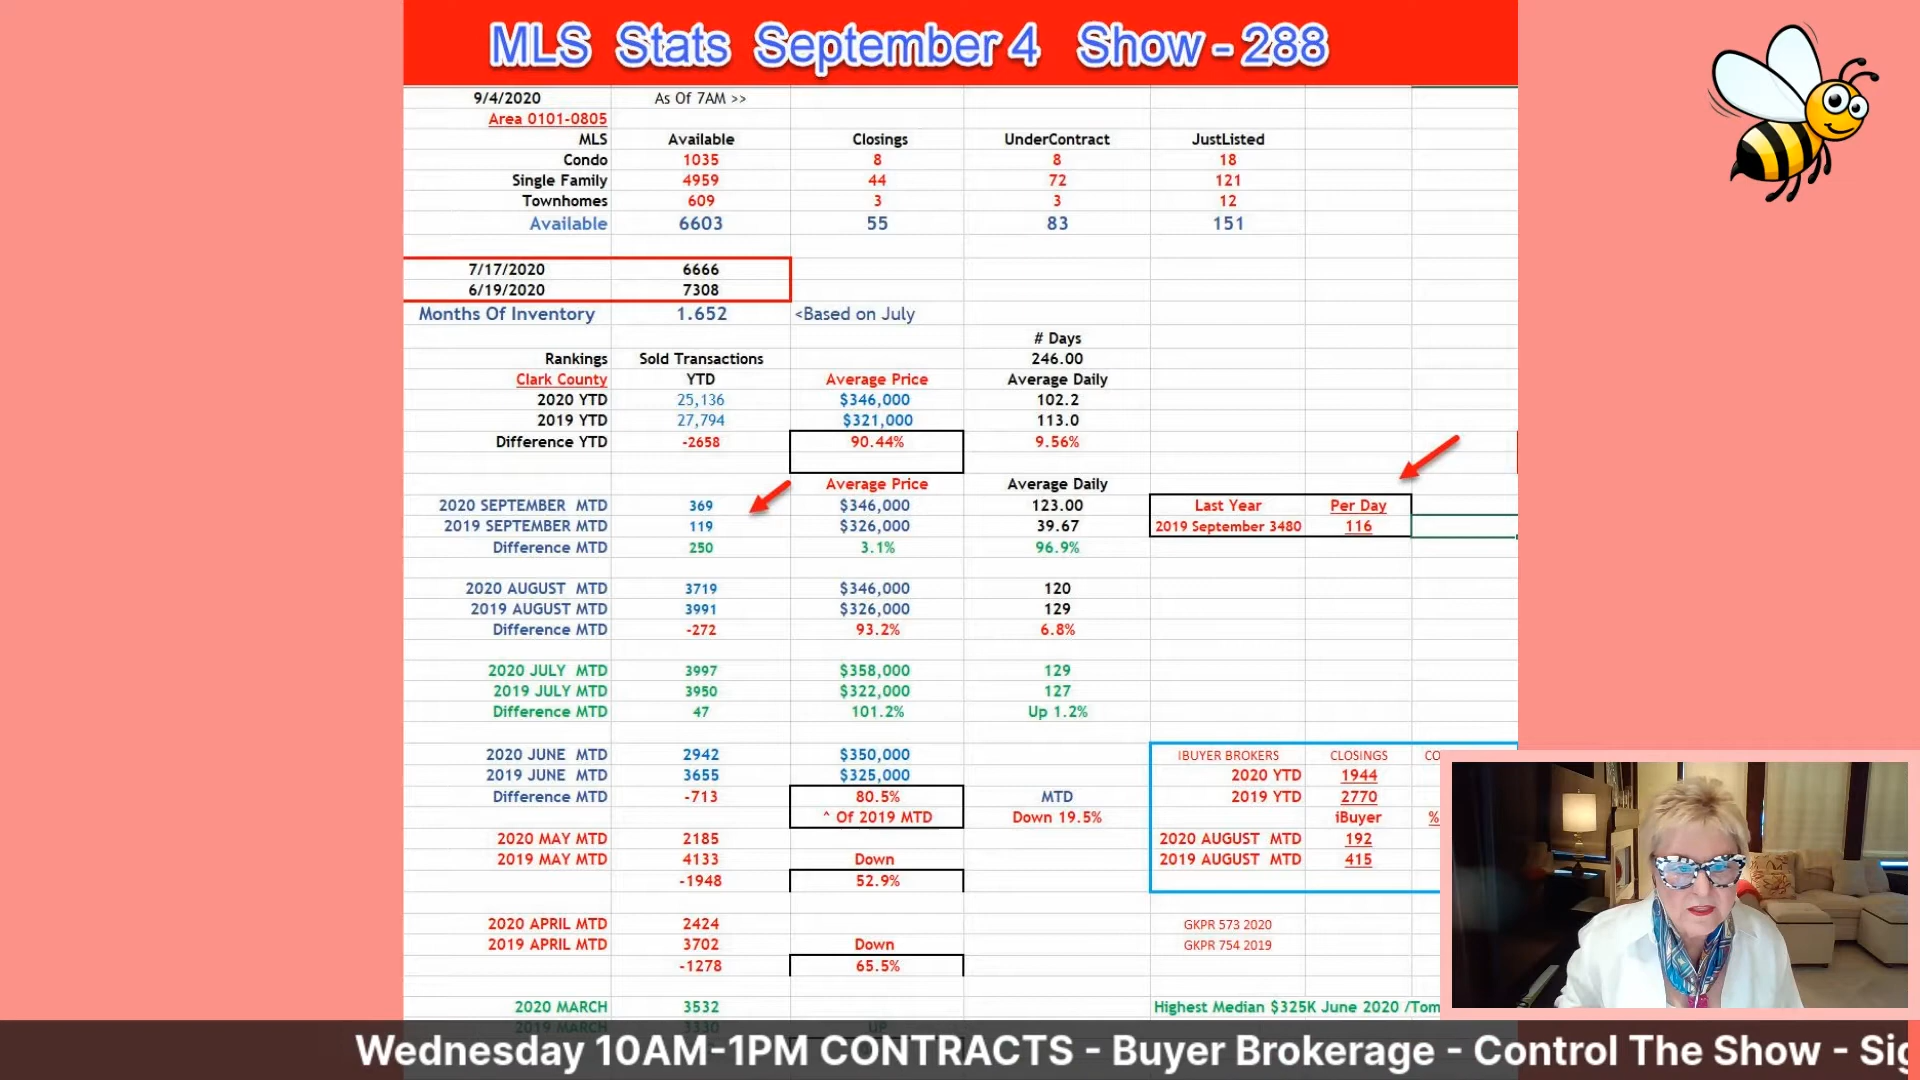 MLS Stats September 4 Show - 288
9/4/2020 As Of 7AM >>
Area 0101-0805
MLS Available Closings UnderContract JustListed
Condo 1035 8 8 18
Single Family 4959 44 72 121
Townhomes 609 3 3 12
Available 6603 55 83 151
7/17/2020 6666
6/19/2020 7308
Months Of Inventory 1.652 <Based on July
# Days
Rankings Sold Transactions 246.00
Clark County YTD Average Price Average Daily
2020 YTD 25,136 $346,000 102.2
2019 YTD 27,794 $321,000 113.0
Difference YTD -2658 90.44% 9.56%
Average Price Average Daily
2020 SEPTEMBER MTD 369 $346,000 123.00 Last Year Per Day
2019 SEPTEMBER MTD 119 $326,000 39.67 2019 September 3480 116
Difference MTD 250 3.1% 96.9%
2020 AUGUST MTD 3719 $346,000 120
2019 AUGUST MTD 3991 $326,000 129
Difference MTD -272 93.2% 6.8%
2020 JULY MTD 3997 $358,000 129
2019 JULY MTD 3950 $322,000 127
Difference MTD 47 101.2% Up 1.2%
2020 JUNE MTD 2942 $350,000 IBUYER BROKERS CLOSINGS CO
2019 JUNE MTD 3655 $325,000 2020 YTD 1944
Difference MTD -713 80.5% MTD 2019 YTD 2770
^ Of 2019 MTD Down 19.5% iBuyer %
2020 MAY MTD 2185 2020 AUGUST MTD 192
2019 MAY MTD 4133 Down 2019 AUGUST MTD 415
-1948 52.9%
2020 APRIL MTD 2424 GKPR 573 2020
2019 APRIL MTD 3702 Down GKPR 754 2019
-1278 65.5%
2020 MARCH 3532 Highest Median $325K June 2020 /Tom
2019 MARCH 3330 UP
Wednesday 10AM-1PM CONTRACTS - Buyer Brokerage - Control The Show - Sig